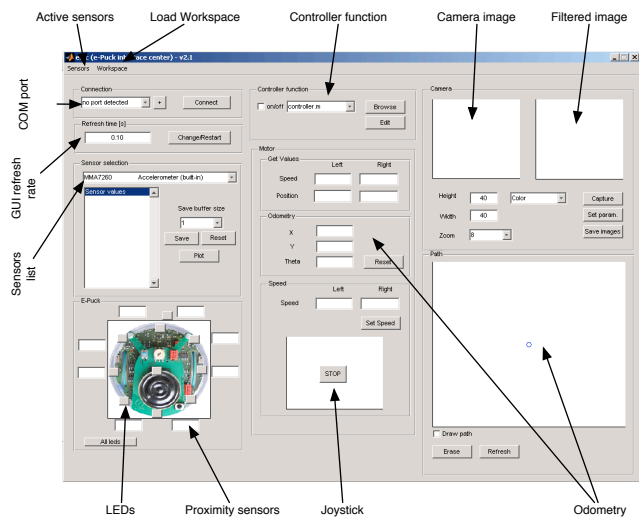 Active sensors
Load Workspace
Controller function
Camera image
Filtered image
(e-Puck interface center) - v2.1
Sensors Workspace
Connection
no port detected
+
Connect
Refresh time [s]
0.10
Change/Restart
Sensor selection
MMA7260 Accelerometer (built-in)
Sensor values
Save buffer size
1
Save
Reset
Plot
E-Puck
All leds
Controller function
on/off
controller.m
Browse
Edit
Motor
Get Values
Left Right
Speed
Position
Odometry
X
Y
Theta
Reset
Speed
Left Right
Speed
Set Speed
STOP
Camera
Height 40 Color Capture
Width 40 Set param.
Zoom 8 Save images
Path
Draw path
Erase
Refresh
COM port
GUI refresh
rate
Sensors
list
LEDs
Proximity sensors
Joystick
Odometry